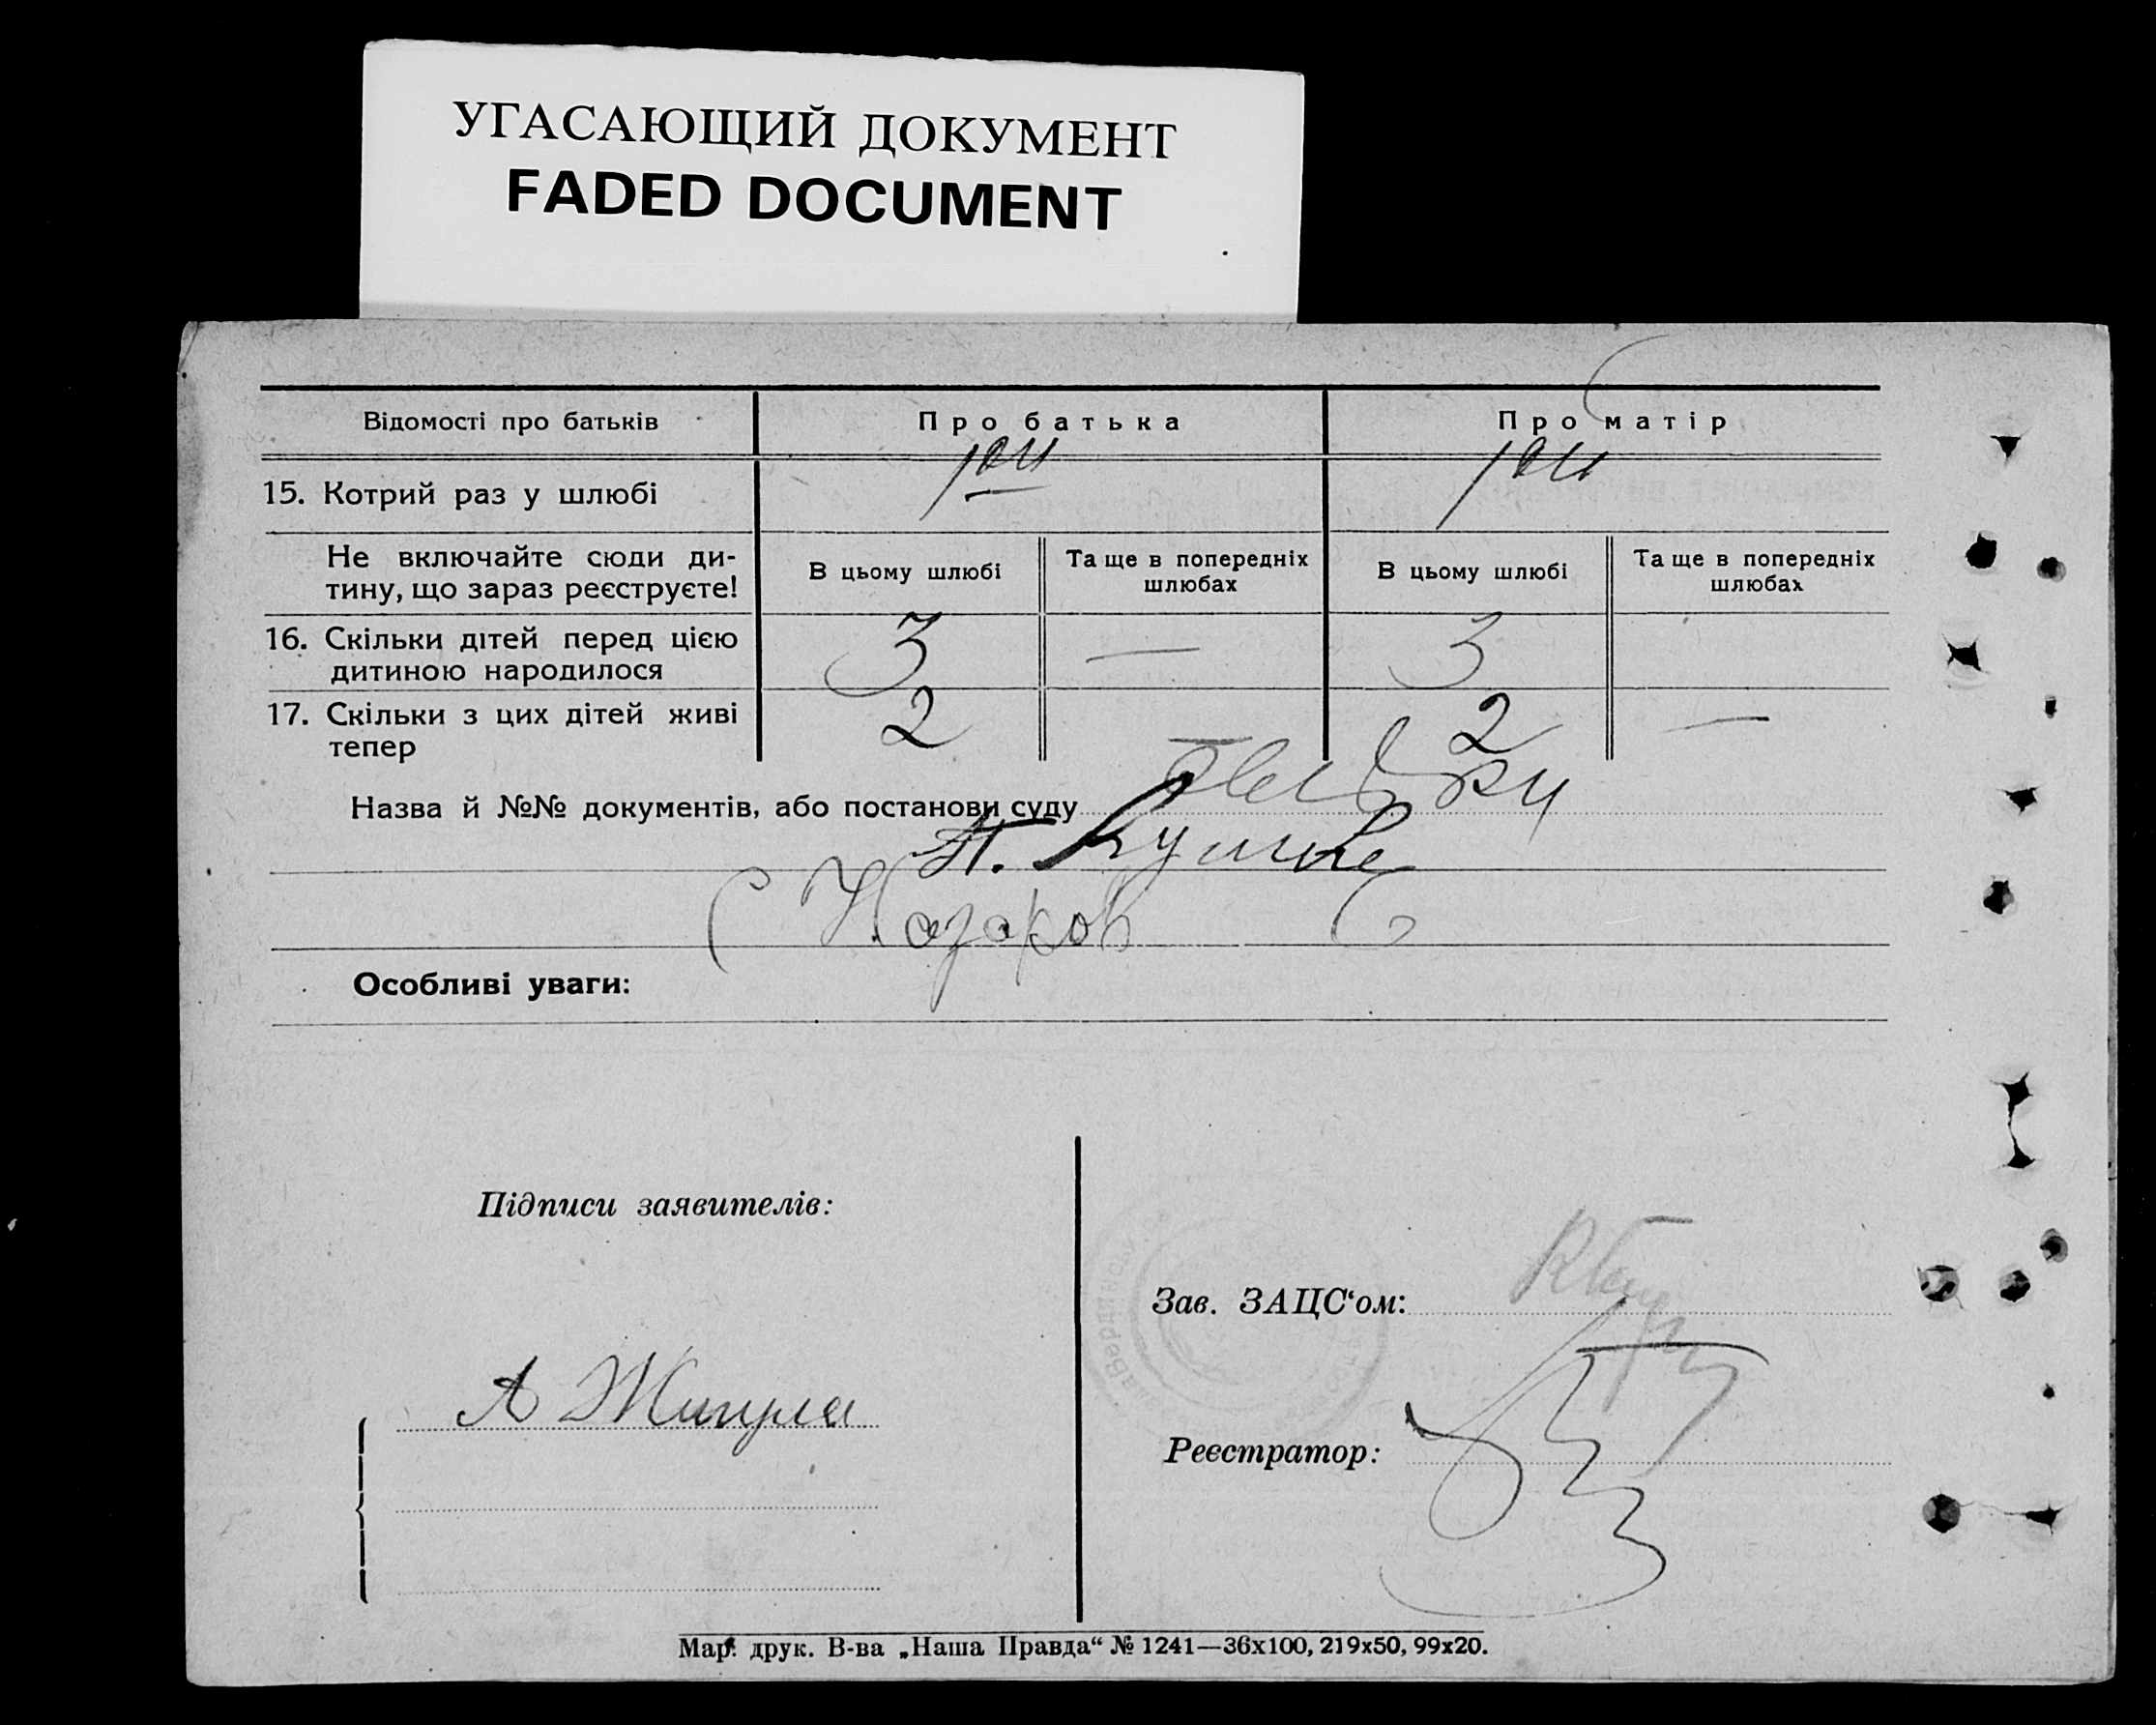 УГАСАЮЩИЙ ДОКУМЕНТ
FADED DOCUMENT
Відомості про батьків
Про батька
Про матір
15. Котрий раз у шлюбі
Не включайте сюди ди-
тину, що зараз реєструєте!
В цьому шлюбі
Та ще в попередніх
шлюбах
В цьому шлюбі
Та ще в попередніх
шлюбах
16. Скільки дітей перед цією
дитиною народилося
3
—
3
17. Скільки з цих дітей живі
тепер
2
2
—
Назва й №№ документів, або постанови суду
Особливі уваги:
Підписи заявителів:
Зав. ЗАЦС‘ом:
А Жигула
Реєстратор:
Мар. друк. В-ва „Наша Правда“ № 1241—36х100, 219х50, 99х20.